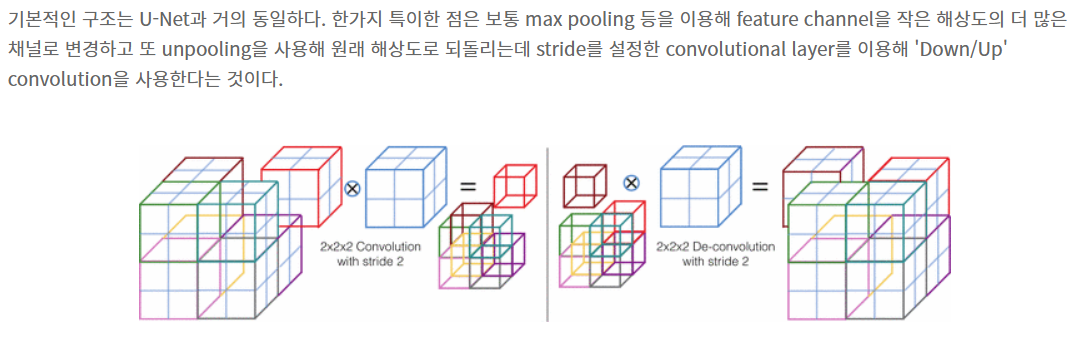 기본적인 구조는 U-Net과 거의 동일하다. 한가지 특이한 점은 보통 max pooling 등을 이용해 feature channel을 작은 해상도의 더 많은
채널로 변경하고 또 unpooling을 사용해 원래 해상도로 되돌리는데 stride를 설정한 convolutional layer를 이용해 'Down/Up'
convolution을 사용한다는 것이다.
2x2x2 Convolution
with stride 2
2x2x2 De-convolution
with stride 2